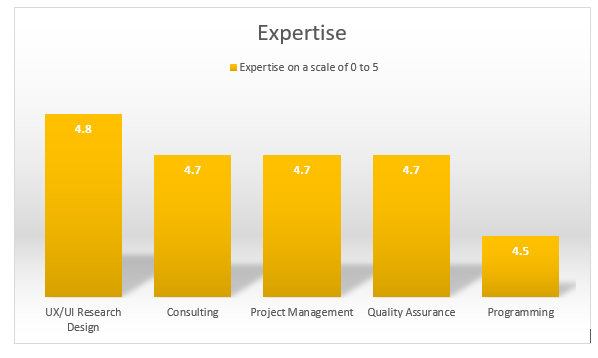 Expertise
Expertise on a scale of 0 to 5
4.8
4.7
4.7
4.7
4.5
UX/UI Research
Design
Consulting
Project Management
Quality Assurance
Programming